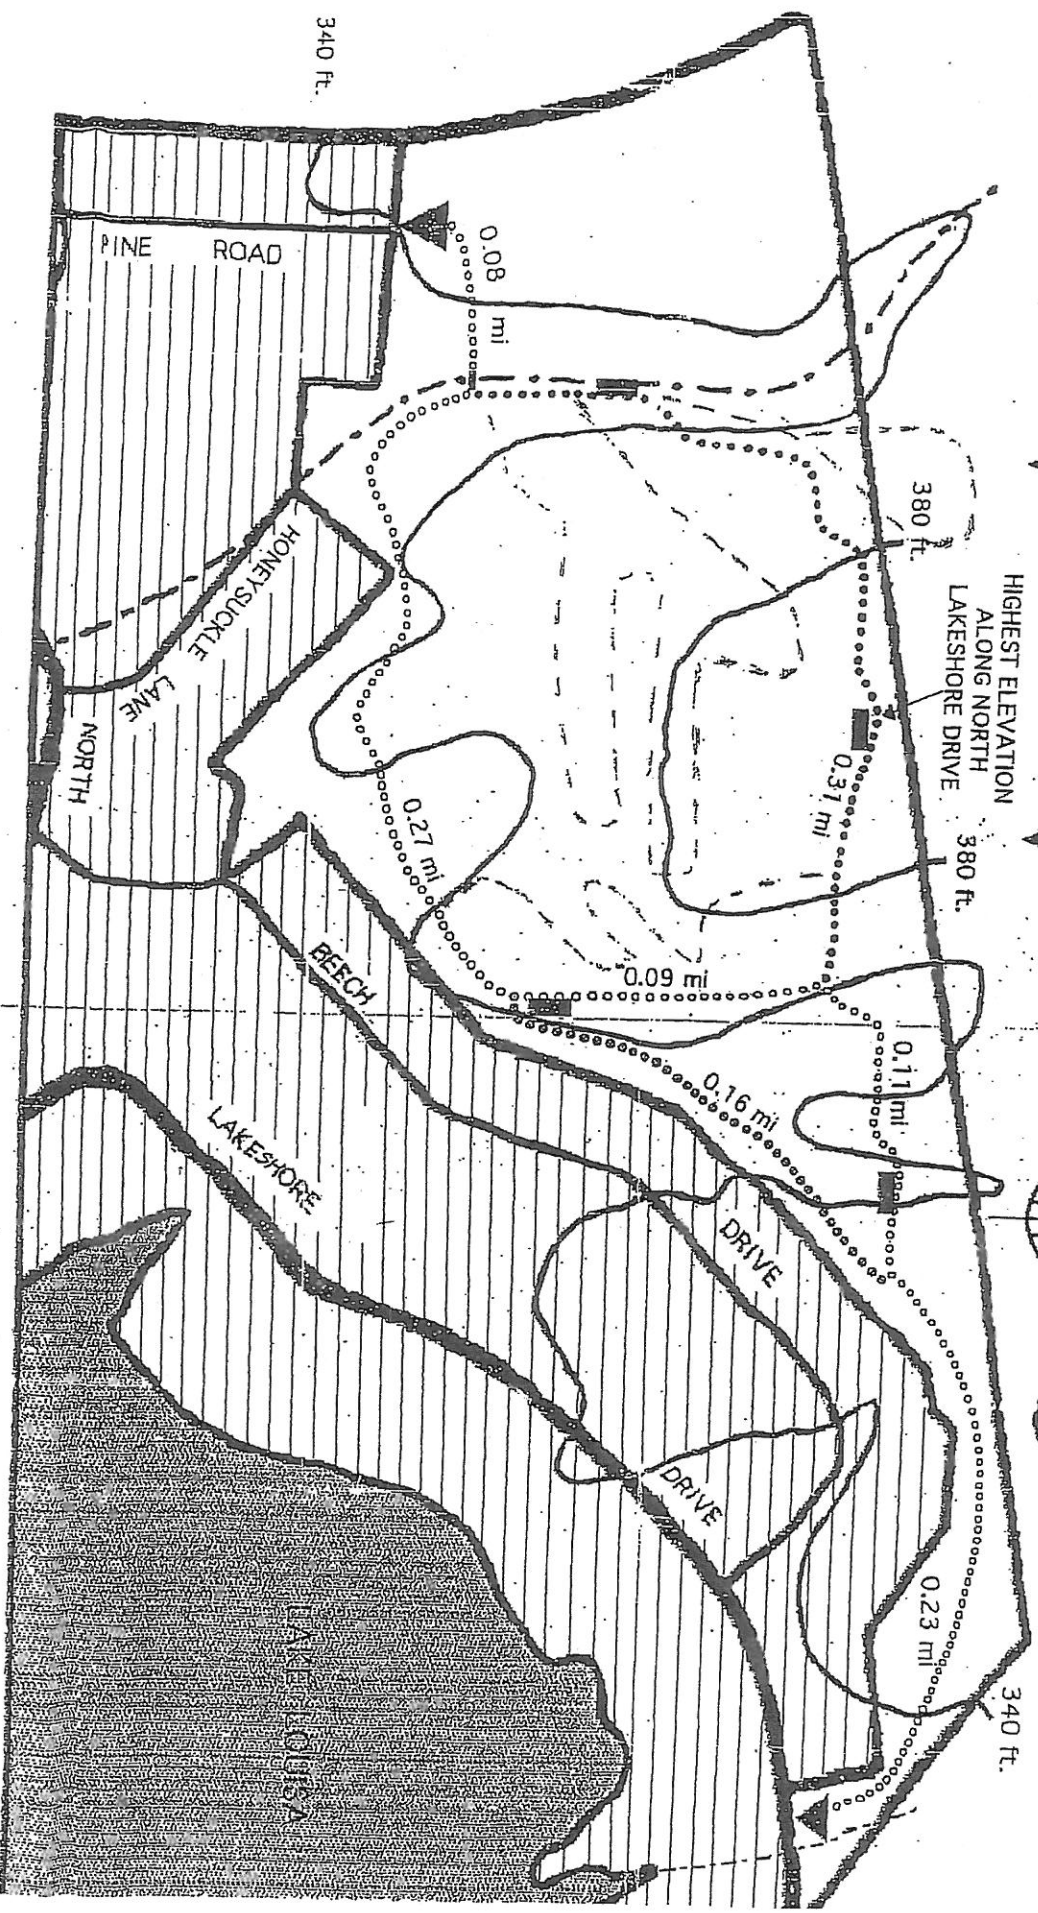 340 ft.
PINE ROAD
0.08 mi
380 ft.
HIGHEST ELEVATION
ALONG NORTH
LAKESHORE DRIVE
0.31 mi
380 ft.
HONEYSUCKLE
LANE
NORTH
0.27 mi
0.09 mi
BEECH
DRIVE
0.11 mi
0.16 mi
LAKESHORE
DRIVE
0.23 mi
340 ft.
LAKE LOUISA